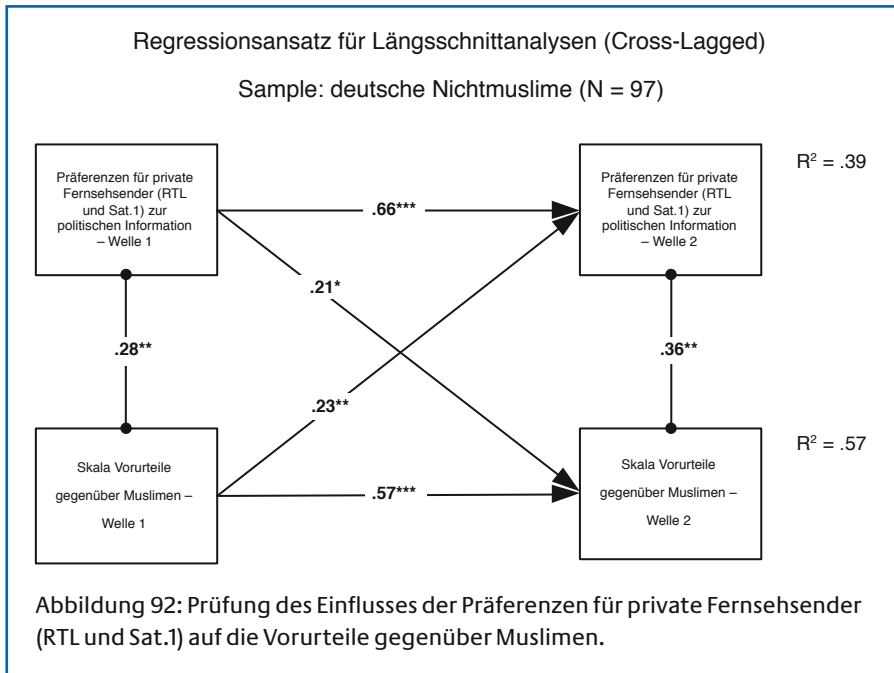 Regressionsansatz für Längsschnittanalysen (Cross-Lagged)
Sample: deutsche Nichtmuslime (N = 97)
Präferenzen für private
Fernsehsender (RTL
und Sat.1) zur
politischen Information
– Welle 1
Präferenzen für private
Fernsehsender (RTL
und Sat.1) zur
politischen Information
– Welle 2
R² = .39
.66***
.21*
.28**
.36**
.23**
Skala Vorurteile
gegenüber Muslimen –
Welle 1
.57***
Skala Vorurteile
gegenüber Muslimen –
Welle 2
R² = .57
Abbildung 92: Prüfung des Einflusses der Präferenzen für private Fernsehsender
(RTL und Sat.1) auf die Vorurteile gegenüber Muslimen.